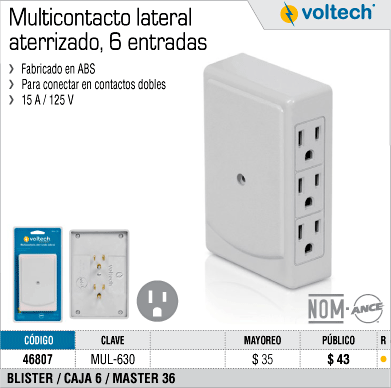 Multicontacto lateral
aterrizado, 6 entradas
voltech®
Fabricado en ABS
Para conectar en contactos dobles
15 A / 125 V
voltech
NOM-ANCE
CÓDIGO CLAVE MAYOREO PÚBLICO R
46807 MUL-630 $ 35 $ 43
BLISTER / CAJA 6 / MASTER 36